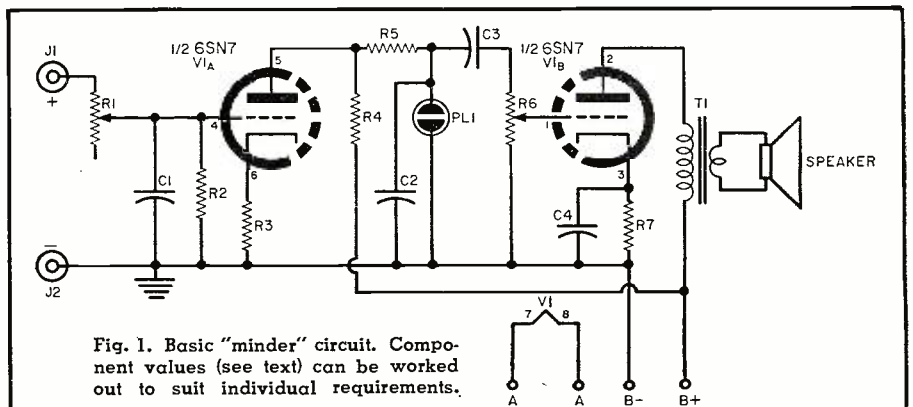 J1
+
R1
C1
R2
J2
–
1/2 6SN7
V1A
4
5
6
R3
R4
R5
C2
PL1
C3
R6
1/2 6SN7
V1B
1
2
3
C4
R7
T1
SPEAKER
V1
7 8
A A B- B+
Fig. 1. Basic "minder" circuit. Compo-
nent values (see text) can be worked
out to suit individual requirements.